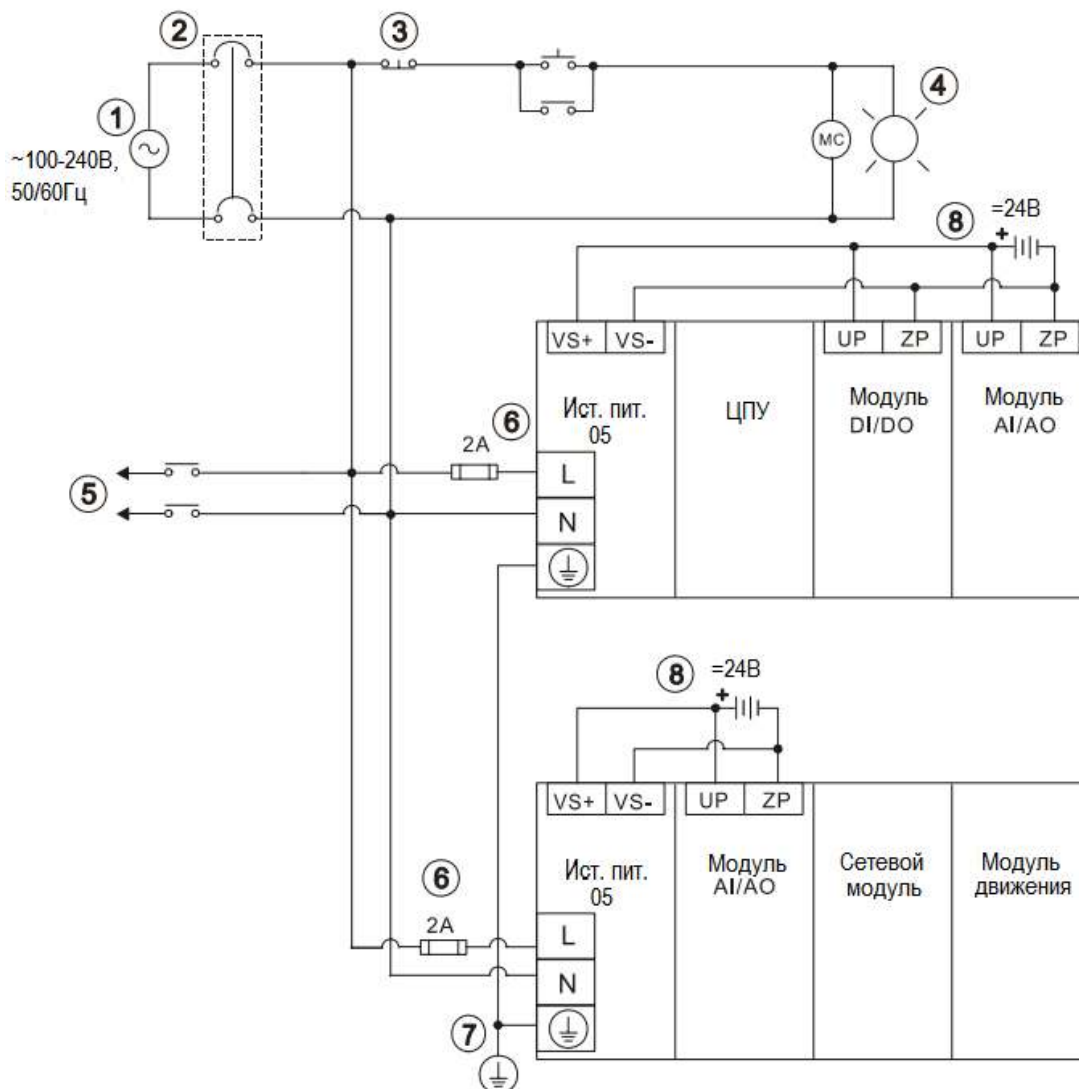 2
3
1
4
~100-240В,
50/60Гц
MC
8
=24В
+
VS+
VS-
UP
ZP
UP
ZP
Ист. пит.
05
ЦПУ
Модуль
DI/DO
Модуль
AI/AO
6
2A
5
L
N
8
=24В
+
VS+
VS-
UP
ZP
Ист. пит.
05
Модуль
AI/AO
Сетевой
модуль
Модуль
движения
6
2A
L
N
7